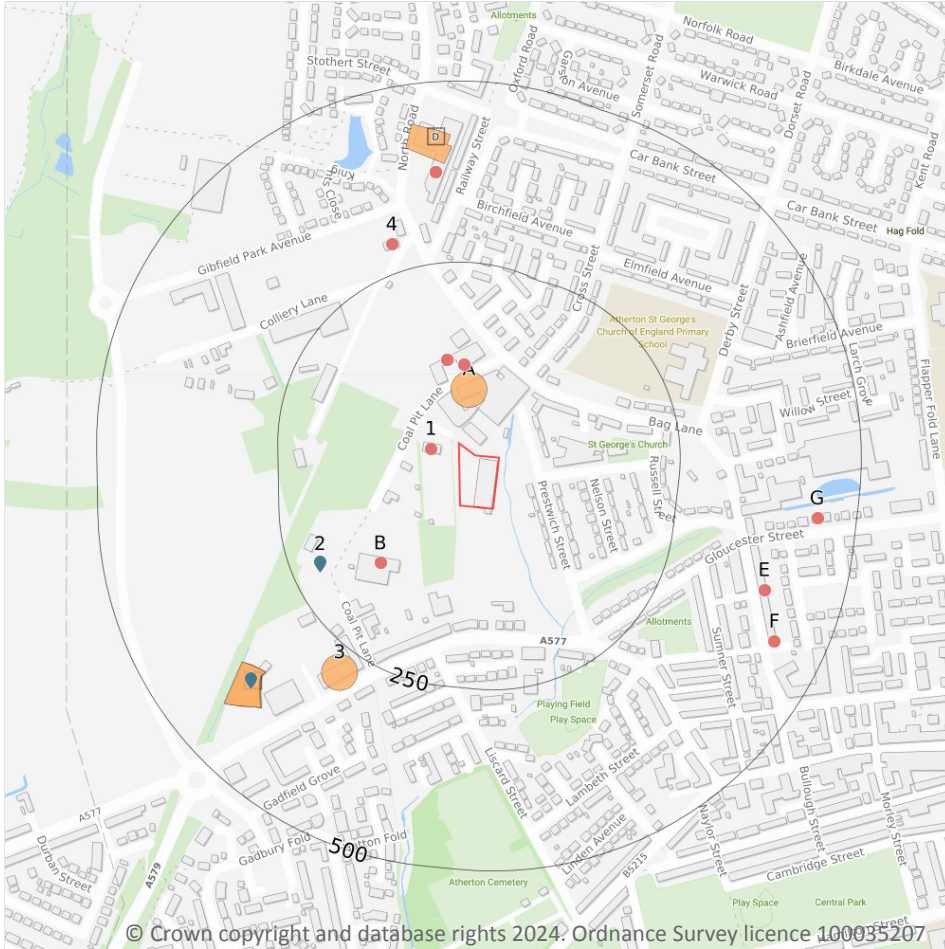 Allotments
Norfolk Road
Stothert Street
Oxford Road
Garston Avenue
Somerset Road
Warwick Road
Birkdale Avenue
Dorset Road
North Road
D
Railway Street
Kent Road
Car Bank Street
Knights Close
Car Bank Street
Birchfield Avenue
4
Hag Fold
Gibfield Park Avenue
Elmfield Avenue
Cross Street
Colliery Lane
Derby Street
Ashfield Avenue
Atherton St George's
Church of England Primary
School
Brierfield Avenue
Larch Grove
Flapper Fold Lane
A
Coal Pit Lane
Willow Street
Bag Lane
1
St George's Church
Russell Street
Prestwich Street
Nelson Street
G
2
B
Gloucester Street
E
Coal Pit Lane
Allotments
F
A577
Sumner Street
3
250
Playing Field
Play Space
Liscard Street
Lambeth Street
Gadfield Grove
Bullough Street
Morley Street
Naylor Street
A577
Linden Avenue
Gadbury Fold
tton Fold
500
B5215
Durban Street
A579
Cambridge Street
Atherton Cemetery
Play Space
Central Park
Street
© Crown copyright and database rights 2024. Ordnance Survey licence 100035207